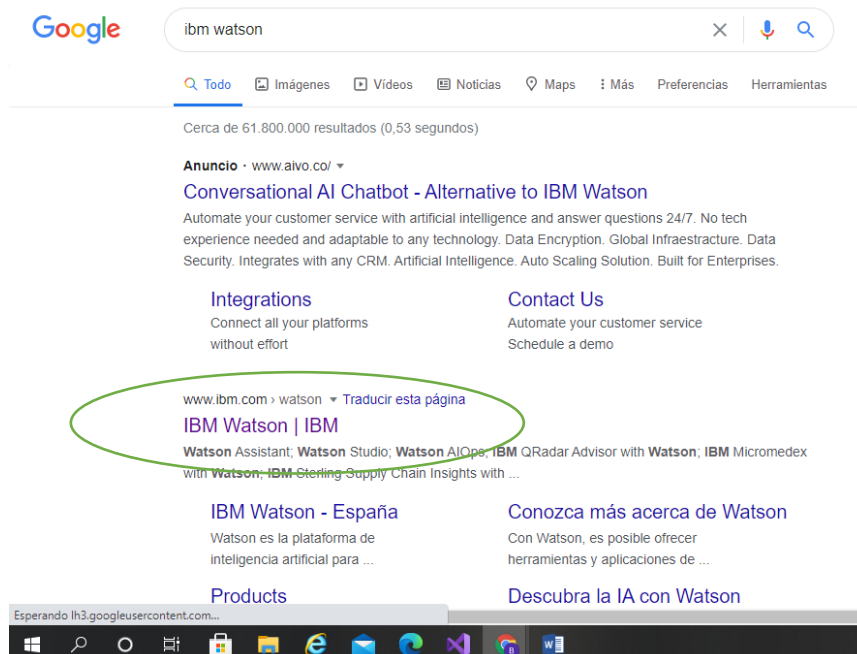 Google
ibm watson
Todo Imágenes Vídeos Noticias Maps Más Preferencias Herramientas
Cerca de 61.800.000 resultados (0,53 segundos)
Anuncio · www.aivo.co/
Conversational AI Chatbot - Alternative to IBM Watson
Automate your customer service with artificial intelligence and answer questions 24/7. No tech
experience needed and adaptable to any technology. Data Encryption. Global Infraestracture. Data
Security. Integrates with any CRM. Artificial Intelligence. Auto Scaling Solution. Built for Enterprises.
Integrations
Connect all your platforms
without effort
Contact Us
Automate your customer service
Schedule a demo
www.ibm.com › watson Traducir esta página
IBM Watson | IBM
Watson Assistant; Watson Studio; Watson AIOps; IBM QRadar Advisor with Watson; IBM Micromedex
with Watson; IBM Sterling Supply Chain Insights with ...
IBM Watson - España
Watson es la plataforma de
inteligencia artificial para ...
Conozca más acerca de Watson
Con Watson, es posible ofrecer
herramientas y aplicaciones de ...
Products
Descubra la IA con Watson
Esperando lh3.googleusercontent.com...